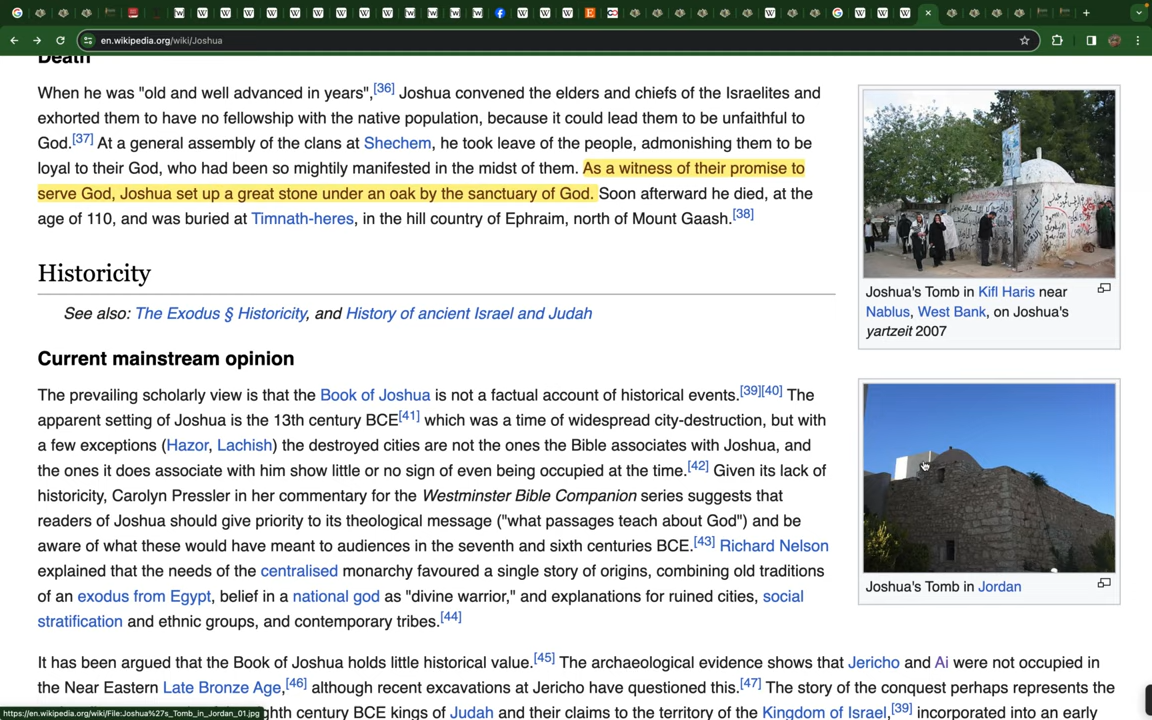 en.wikipedia.org/wiki/Joshua
Death
When he was "old and well advanced in years",[36] Joshua convened the elders and chiefs of the Israelites and
exhorted them to have no fellowship with the native population, because it could lead them to be unfaithful to
God.[37] At a general assembly of the clans at Shechem, he took leave of the people, admonishing them to be
loyal to their God, who had been so mightily manifested in the midst of them. As a witness of their promise to
serve God, Joshua set up a great stone under an oak by the sanctuary of God. Soon afterward he died, at the
age of 110, and was buried at Timnath-heres, in the hill country of Ephraim, north of Mount Gaash.[38]
Joshua's Tomb in Kifl Haris near
Nablus, West Bank, on Joshua's
yartzeit 2007
Historicity
See also: The Exodus § Historicity, and History of ancient Israel and Judah
Current mainstream opinion
The prevailing scholarly view is that the Book of Joshua is not a factual account of historical events.[39][40] The
apparent setting of Joshua is the 13th century BCE[41] which was a time of widespread city-destruction, but with
a few exceptions (Hazor, Lachish) the destroyed cities are not the ones the Bible associates with Joshua, and
the ones it does associate with him show little or no sign of even being occupied at the time.[42] Given its lack of
historicity, Carolyn Pressler in her commentary for the Westminster Bible Companion series suggests that
readers of Joshua should give priority to its theological message ("what passages teach about God") and be
aware of what these would have meant to audiences in the seventh and sixth centuries BCE.[43] Richard Nelson
explained that the needs of the centralised monarchy favoured a single story of origins, combining old traditions
of an exodus from Egypt, belief in a national god as "divine warrior," and explanations for ruined cities, social
stratification and ethnic groups, and contemporary tribes.[44]
Joshua's Tomb in Jordan
It has been argued that the Book of Joshua holds little historical value.[45] The archaeological evidence shows that Jericho and Ai were not occupied in
the Near Eastern Late Bronze Age,[46] although recent excavations at Jericho have questioned this.[47] The story of the conquest perhaps represents the
century BCE kings of Judah and their claims to the territory of the Kingdom of Israel,[39] incorporated into an early
https://en.wikipedia.org/wiki/File:Joshua%27s_Tomb_in_Jordan_01.jpg